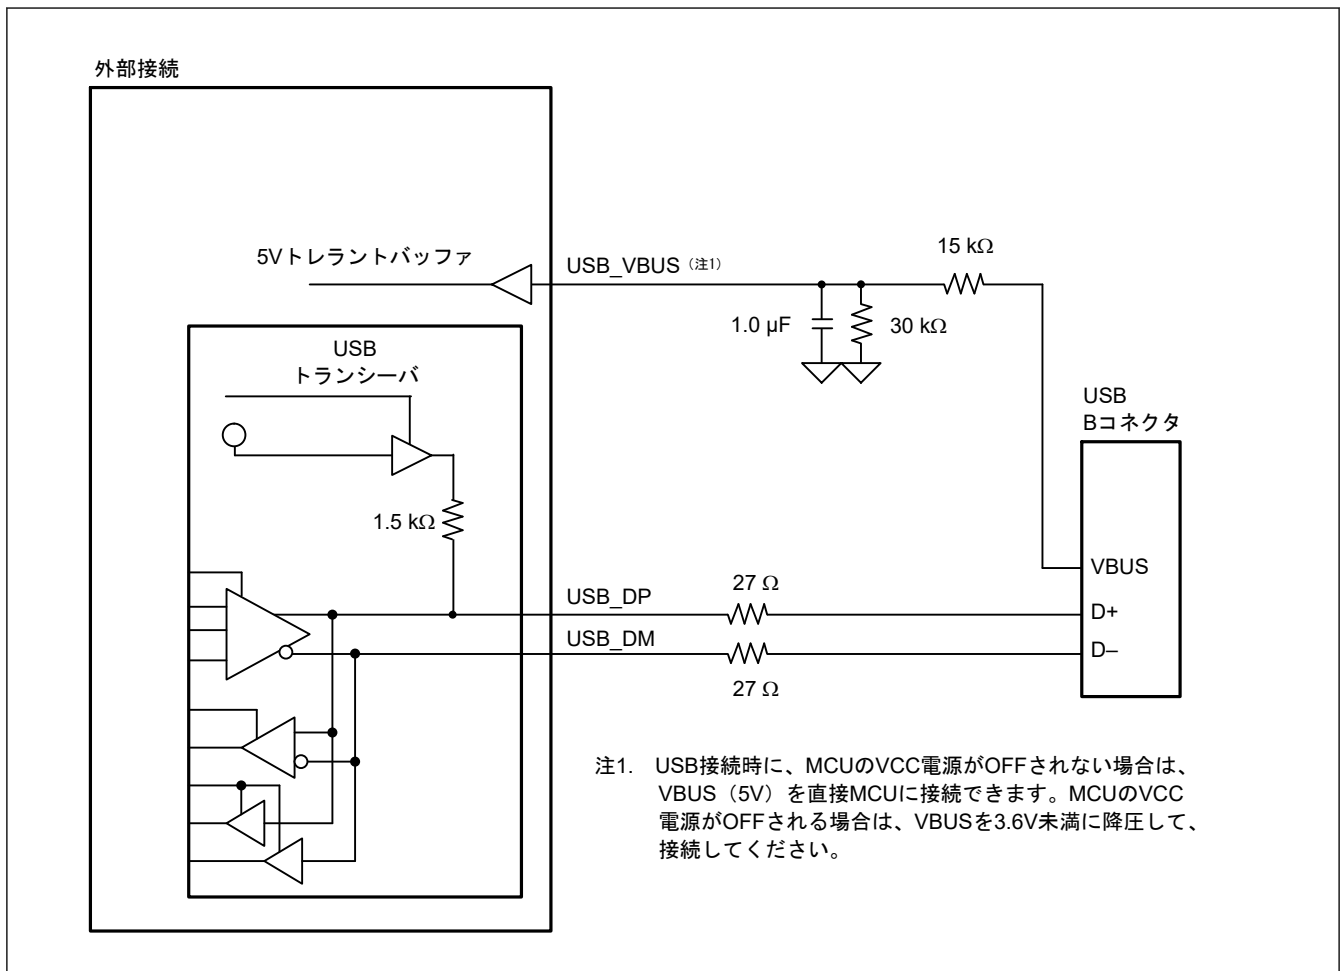 外部接続
5Vトレラントバッファ
USB_VBUS（注1）
15 kΩ
1.0 µF
30 kΩ
USB
トランシーバ
USB
Bコネクタ
1.5 kΩ
VBUS
USB_DP
27 Ω
D+
USB_DM
D–
27 Ω
注1. USB接続時に、MCUのVCC電源がOFFされない場合は、
VBUS（5V）を直接MCUに接続できます。MCUのVCC
電源がOFFされる場合は、VBUSを3.6V未満に降圧して、
接続してください。